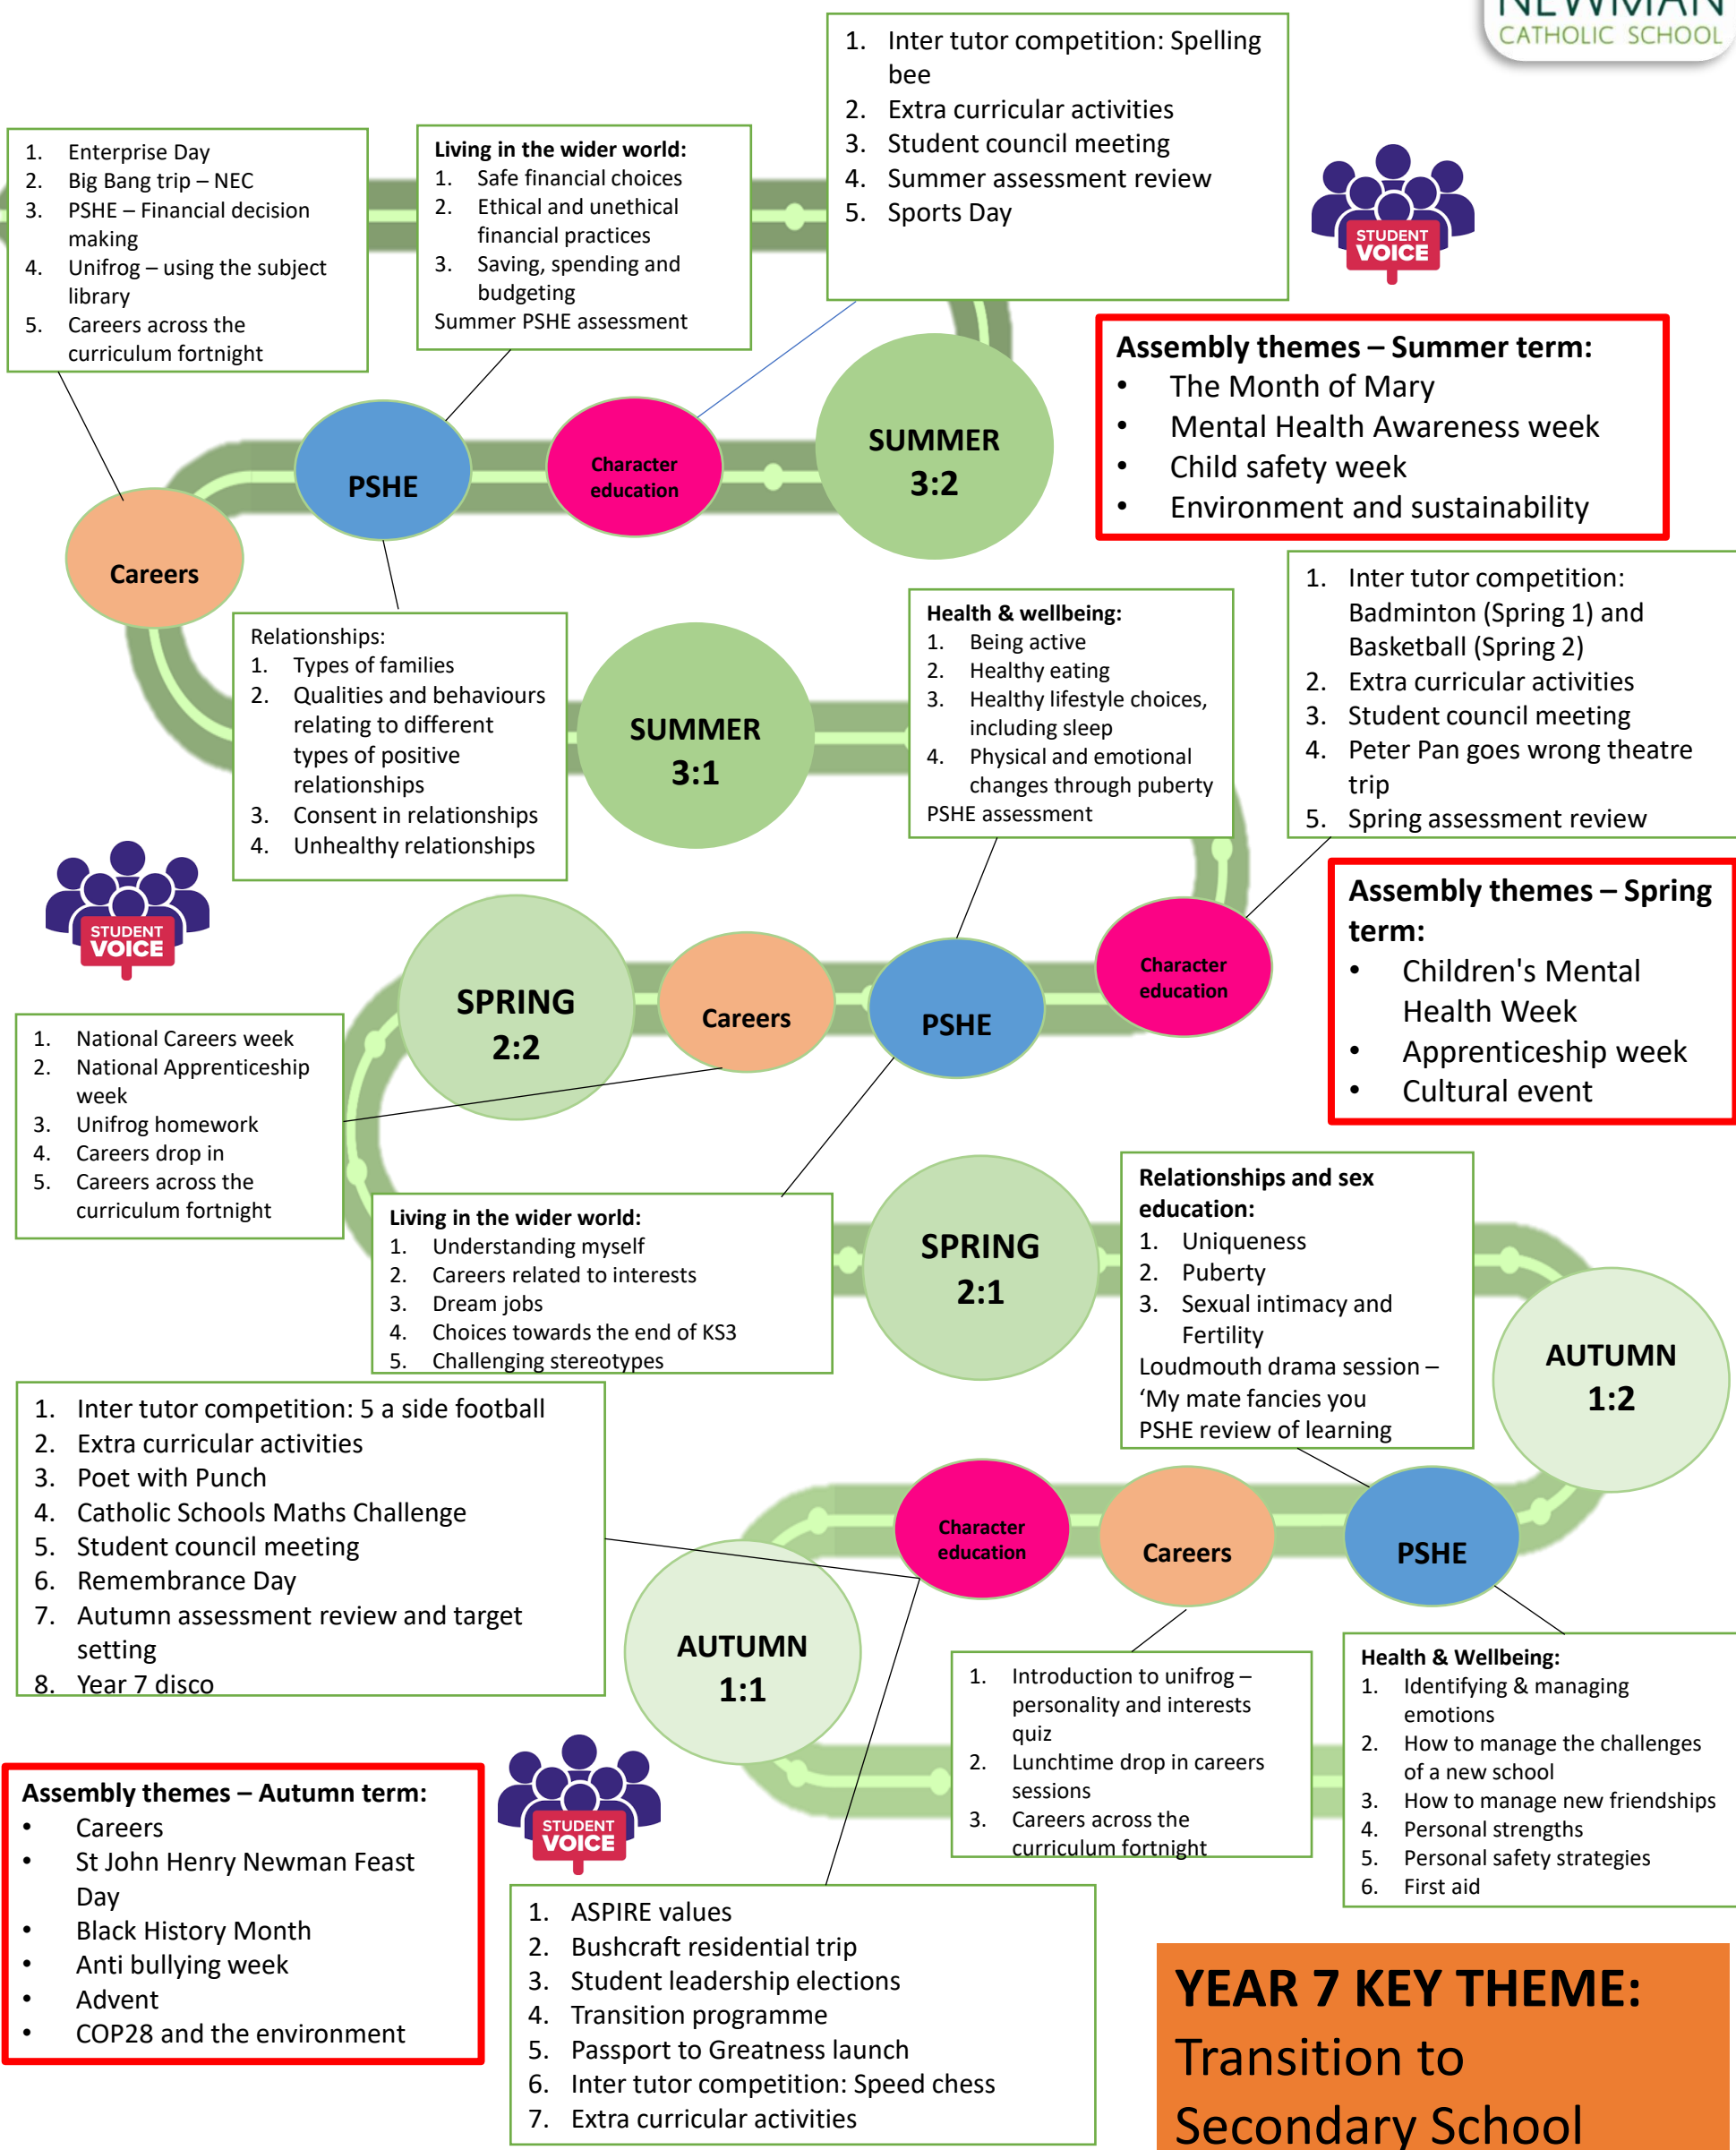 NEWMAN
CATHOLIC SCHOOL
1. Inter tutor competition: Spelling
bee
2. Extra curricular activities
3. Student council meeting
4. Summer assessment review
5. Sports Day
1. Enterprise Day
2. Big Bang trip – NEC
3. PSHE – Financial decision
making
4. Unifrog – using the subject
library
5. Careers across the
curriculum fortnight
Living in the wider world:
1. Safe financial choices
2. Ethical and unethical
financial practices
3. Saving, spending and
budgeting
Summer PSHE assessment
STUDENT
VOICE
Assembly themes – Summer term:
• The Month of Mary
• Mental Health Awareness week
• Child safety week
• Environment and sustainability
SUMMER
3:2
Character
education
PSHE
Careers
Relationships:
1. Types of families
2. Qualities and behaviours
relating to different
types of positive
relationships
3. Consent in relationships
4. Unhealthy relationships
SUMMER
3:1
Health & wellbeing:
1. Being active
2. Healthy eating
3. Healthy lifestyle choices,
including sleep
4. Physical and emotional
changes through puberty
PSHE assessment
1. Inter tutor competition:
Badminton (Spring 1) and
Basketball (Spring 2)
2. Extra curricular activities
3. Student council meeting
4. Peter Pan goes wrong theatre
trip
5. Spring assessment review
STUDENT
VOICE
Assembly themes – Spring
term:
• Children's Mental
Health Week
• Apprenticeship week
• Cultural event
SPRING
2:2
Careers
PSHE
Character
education
1. National Careers week
2. National Apprenticeship
week
3. Unifrog homework
4. Careers drop in
5. Careers across the
curriculum fortnight
Living in the wider world:
1. Understanding myself
2. Careers related to interests
3. Dream jobs
4. Choices towards the end of KS3
5. Challenging stereotypes
SPRING
2:1
Relationships and sex
education:
1. Uniqueness
2. Puberty
3. Sexual intimacy and
Fertility
Loudmouth drama session –
‘My mate fancies you
PSHE review of learning
AUTUMN
1:2
1. Inter tutor competition: 5 a side football
2. Extra curricular activities
3. Poet with Punch
4. Catholic Schools Maths Challenge
5. Student council meeting
6. Remembrance Day
7. Autumn assessment review and target
setting
8. Year 7 disco
Character
education
Careers
PSHE
AUTUMN
1:1
1. Introduction to unifrog –
personality and interests
quiz
2. Lunchtime drop in careers
sessions
3. Careers across the
curriculum fortnight
Health & Wellbeing:
1. Identifying & managing
emotions
2. How to manage the challenges
of a new school
3. How to manage new friendships
4. Personal strengths
5. Personal safety strategies
6. First aid
Assembly themes – Autumn term:
• Careers
• St John Henry Newman Feast
Day
• Black History Month
• Anti bullying week
• Advent
• COP28 and the environment
STUDENT
VOICE
1. ASPIRE values
2. Bushcraft residential trip
3. Student leadership elections
4. Transition programme
5. Passport to Greatness launch
6. Inter tutor competition: Speed chess
7. Extra curricular activities
YEAR 7 KEY THEME:
Transition to
Secondary School